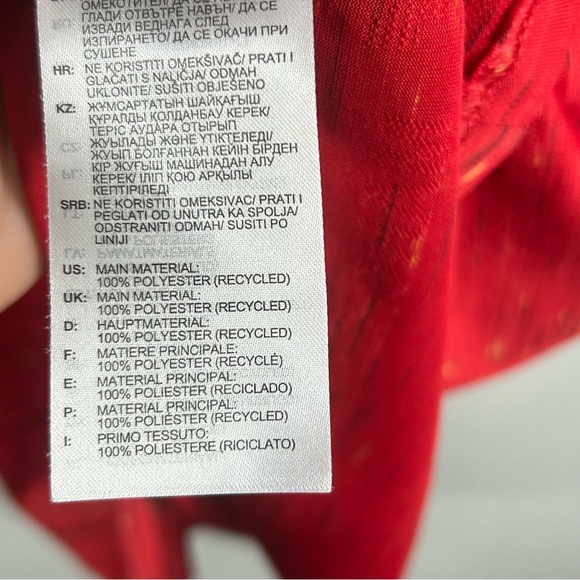 ОМЕКОТИТЕЛ/ ДА СЕ
ГЛАДИ ОТВЪТРЕ НАВЪН/ ДА СЕ
ИЗВАДИ ВЕДНАГА СЛЕД
ИЗПИРАНЕТО/ ДА СЕ ОКАЧИ ПРИ
СУШЕНЕ
HR: NE KORISTITI OMEKŠIVAČ/ PRATI I
GLAČATI S NALIČJA/ ODMAH
UKLONITE/ SUŠITI OBJEŠENO
KZ: ЖҰМСАРТАТЫН ШАЙҚАҒЫШ
ҚҰРАЛДЫ ҚОЛДАНБАУ КЕРЕК/
ТЕРІС АУДАРА ОТЫРЫП
ЖУЫЛАДЫ ЖӘНЕ ҮТІКТЕЛЕДІ/
ЖУЫП БОЛҒАННАН КЕЙІН БІРДЕН
КІР ЖУҒЫШ МАШИНАДАН АЛУ
КЕРЕК/ ІЛІП ҚОЮ АРҚЫЛЫ
КЕПТІРІЛЕДІ
SRB: NE KORISTITI OMEKSIVAC/ PRATI I
PEGLATI OD UNUTRA KA SPOLJA/
ODSTRANITI ODMAH/ SUSITI PO
LINIJI
US: MAIN MATERIAL:
100% POLYESTER (RECYCLED)
UK: MAIN MATERIAL:
100% POLYESTER (RECYCLED)
D: HAUPTMATERIAL:
100% POLYESTER (RECYCLED)
F: MATIERE PRINCIPALE:
100% POLYESTER (RECYCLÉ)
E: MATERIAL PRINCIPAL:
100% POLIÉSTER (RECICLADO)
P: MATERIAL PRINCIPAL:
100% POLIÉSTER (RECYCLED)
I: PRIMO TESSUTO:
100% POLIESTERE (RICICLATO)